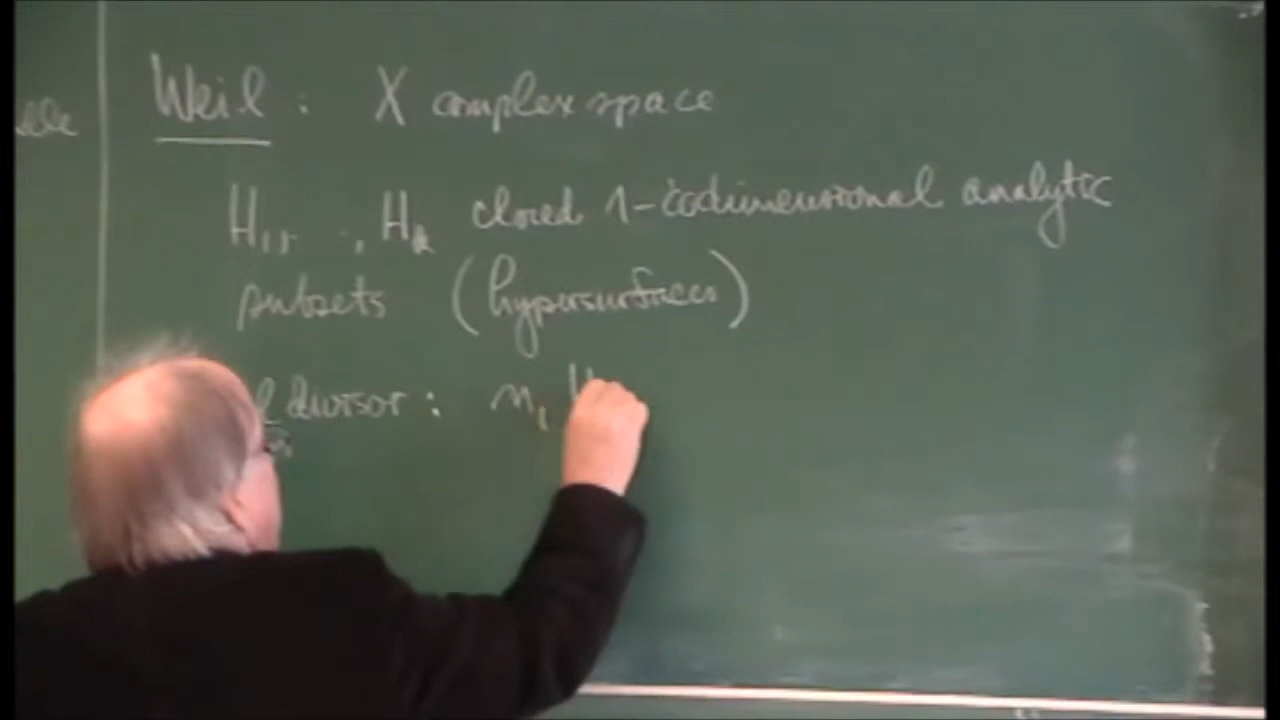 Weil : X complex space
H₁, . ., Hₖ closed 1-codimensional analytic
subsets (hypersurfaces)
divisor : n₁ H